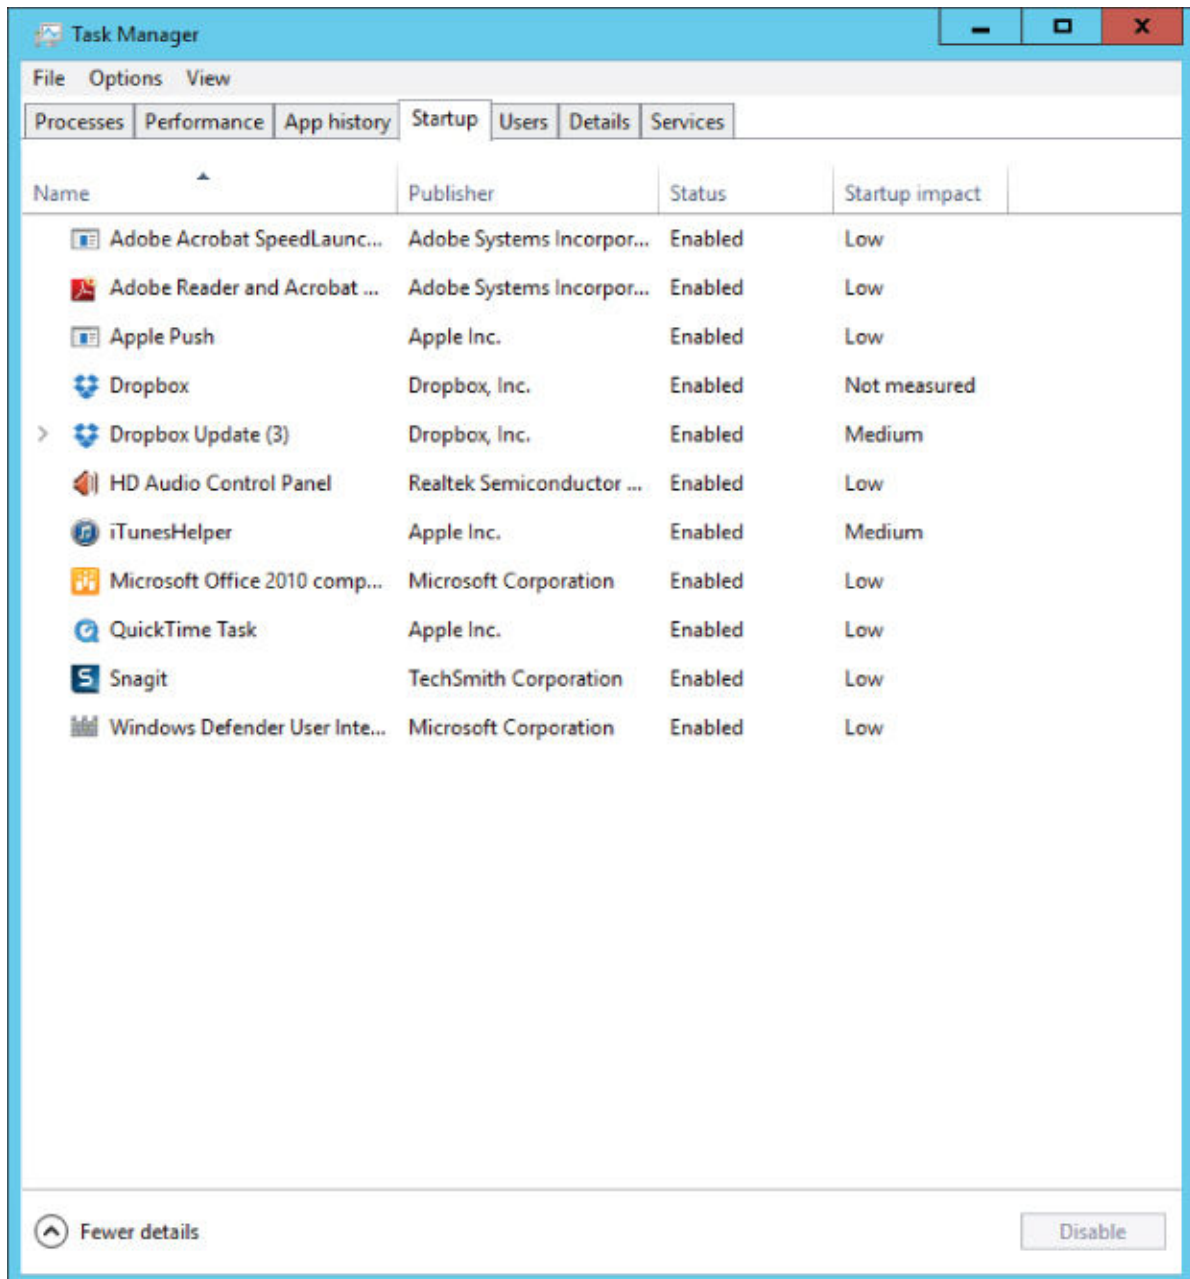 Task Manager
File Options View
Processes Performance App history Startup Users Details Services
Name Publisher Status Startup impact
Adobe Acrobat SpeedLaunc... Adobe Systems Incorpor... Enabled Low
Adobe Reader and Acrobat ... Adobe Systems Incorpor... Enabled Low
Apple Push Apple Inc. Enabled Low
Dropbox Dropbox, Inc. Enabled Not measured
Dropbox Update (3) Dropbox, Inc. Enabled Medium
HD Audio Control Panel Realtek Semiconductor ... Enabled Low
iTunesHelper Apple Inc. Enabled Medium
Microsoft Office 2010 comp... Microsoft Corporation Enabled Low
QuickTime Task Apple Inc. Enabled Low
Snagit TechSmith Corporation Enabled Low
Windows Defender User Inte... Microsoft Corporation Enabled Low
Fewer details Disable